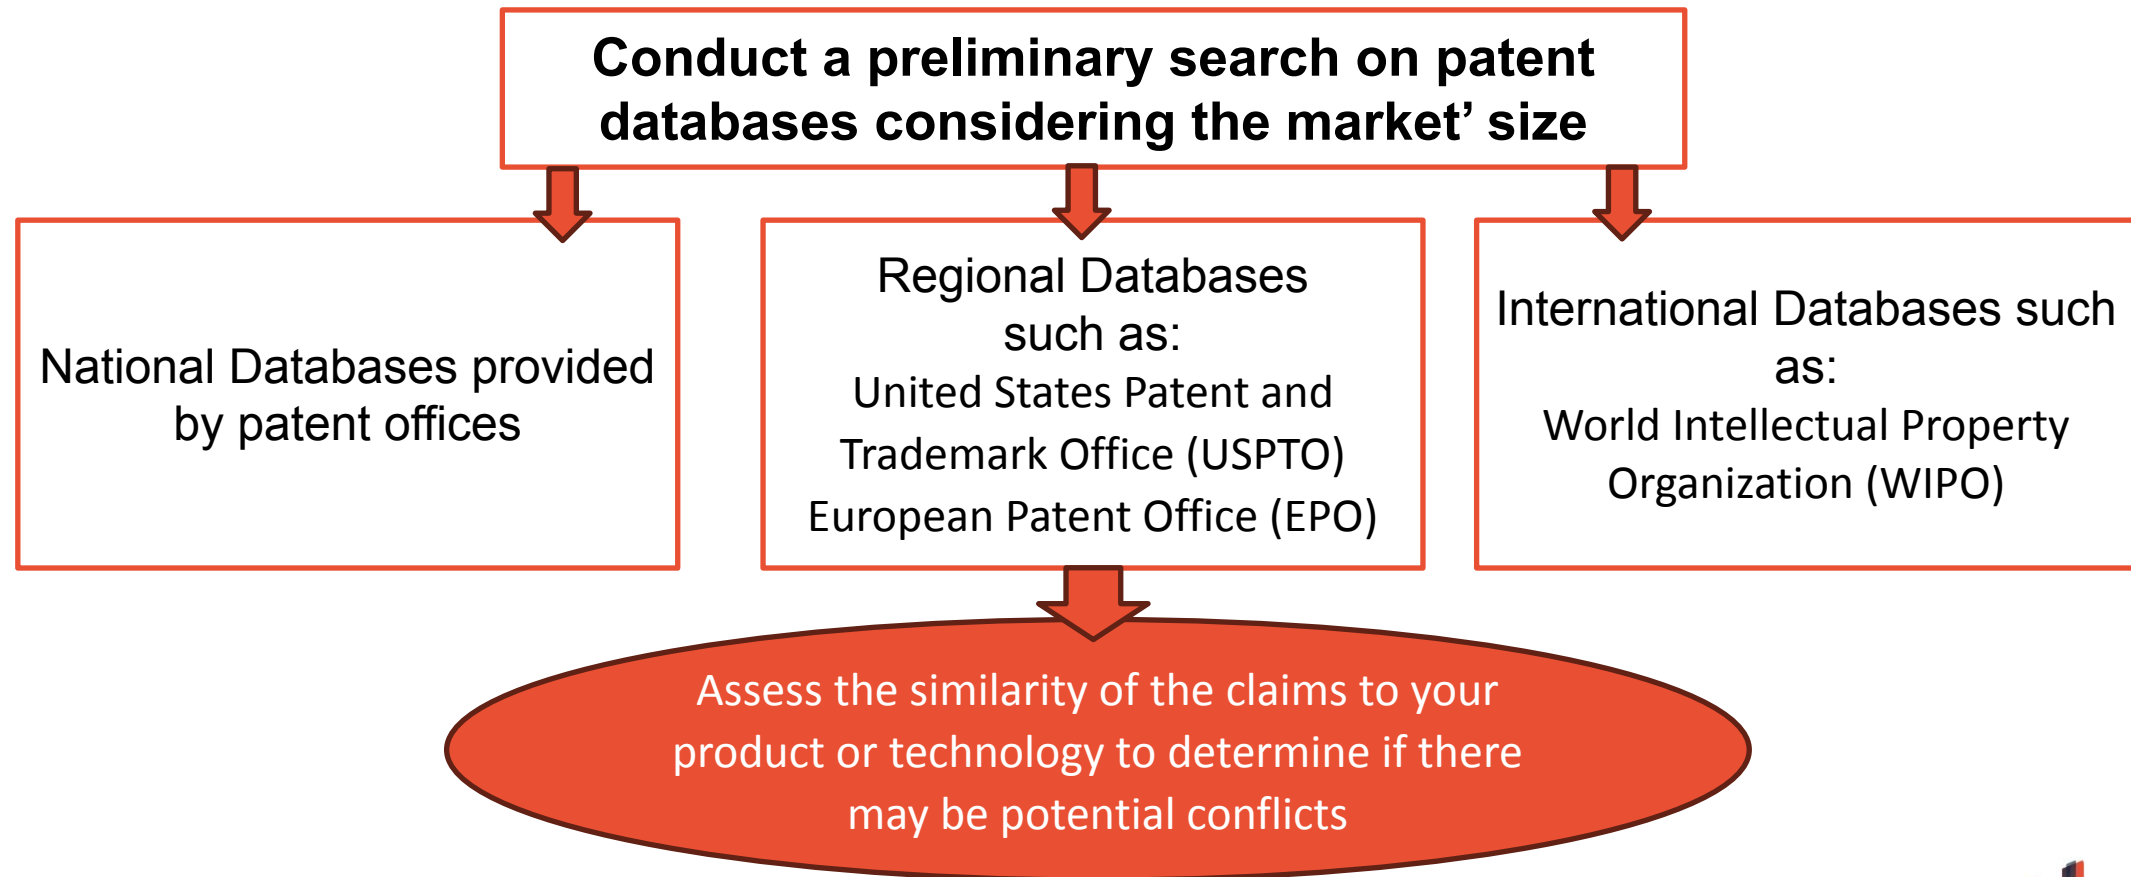 Conduct a preliminary search on patent
databases considering the market’ size
National Databases provided
by patent offices
Regional Databases
such as:
United States Patent and
Trademark Office (USPTO)
European Patent Office (EPO)
International Databases such
as:
World Intellectual Property
Organization (WIPO)
Assess the similarity of the claims to your
product or technology to determine if there
may be potential conflicts